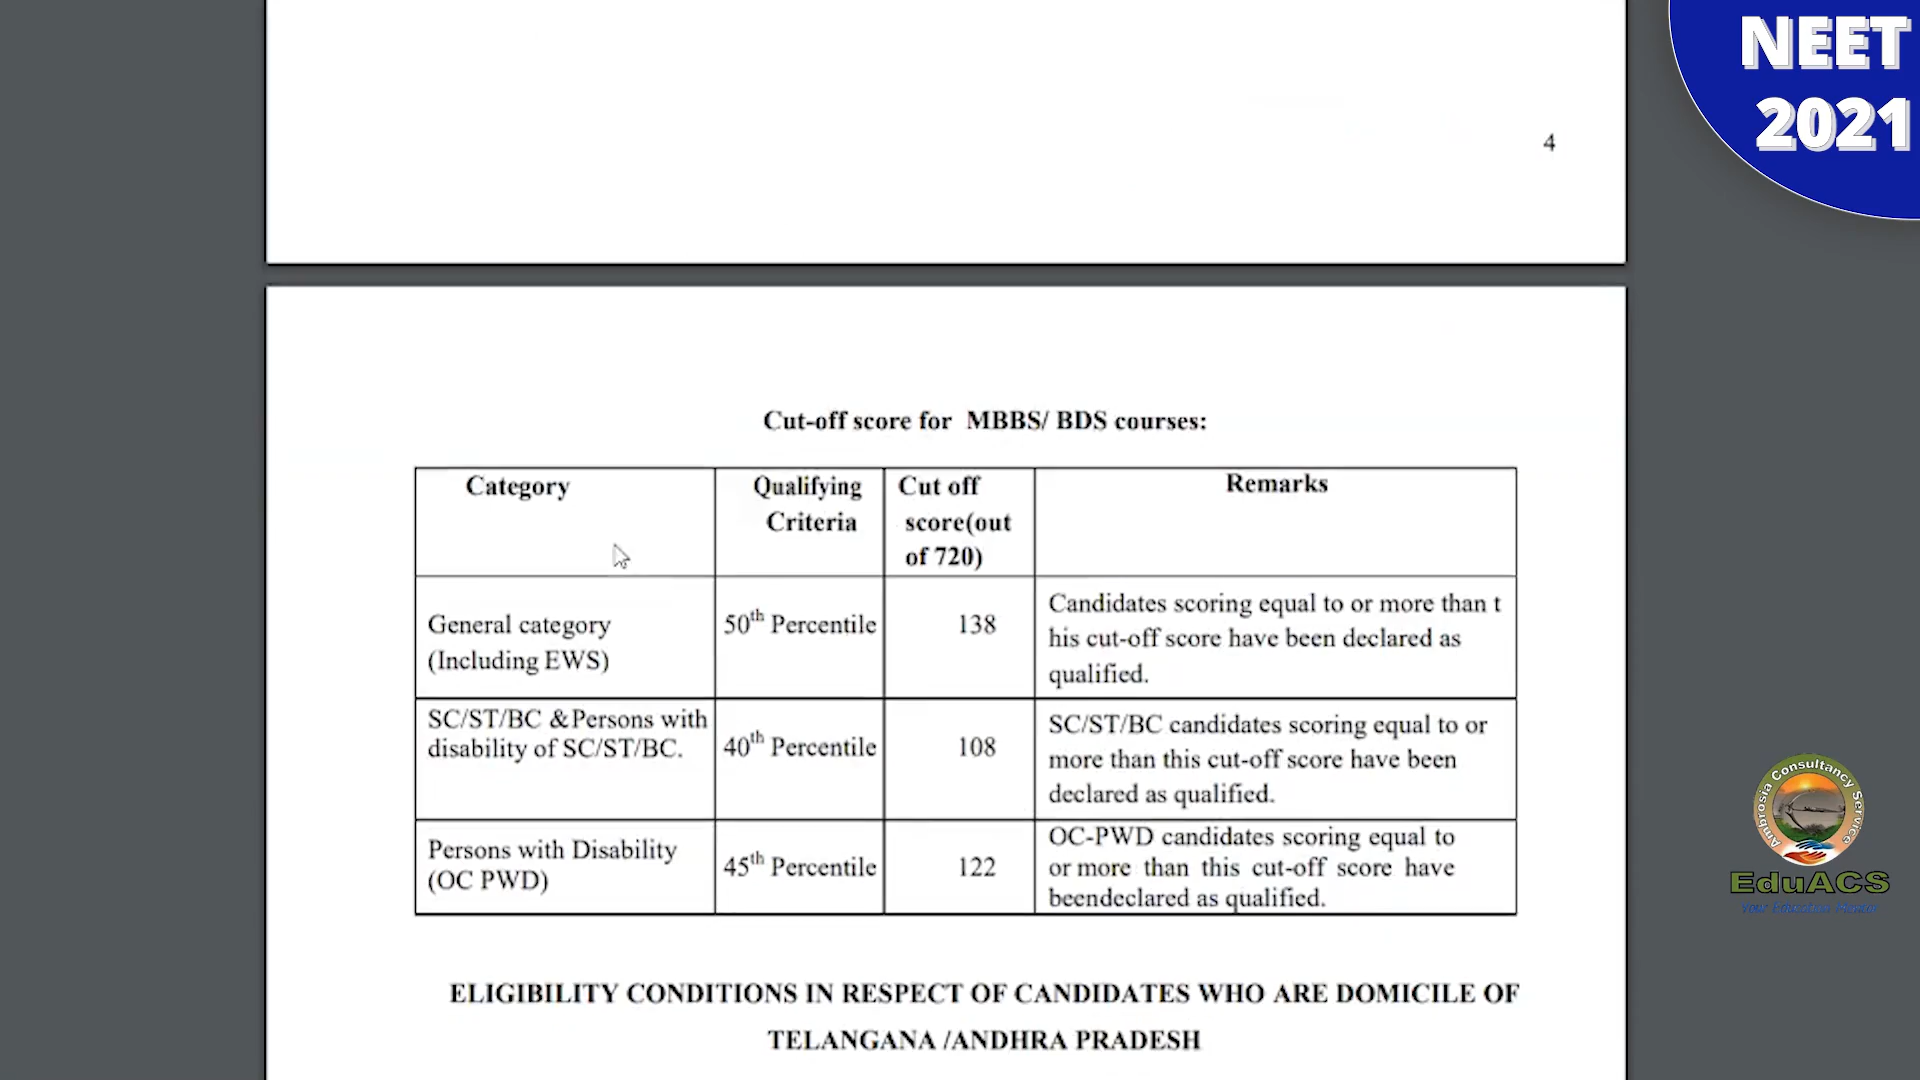 NEET
2021
4
Cut-off score for MBBS/ BDS courses:
Category
Qualifying
Criteria
Cut off
score(out
of 720)
Remarks
General category
(Including EWS)
50th Percentile
138
Candidates scoring equal to or more than t
his cut-off score have been declared as
qualified.
SC/ST/BC &Persons with
disability of SC/ST/BC.
40th Percentile
108
SC/ST/BC candidates scoring equal to or
more than this cut-off score have been
declared as qualified.
Persons with Disability
(OC PWD)
45th Percentile
122
OC-PWD candidates scoring equal to
or more than this cut-off score have
beendeclared as qualified.
Ambrosia Consultancy Service
EduACS
ELIGIBILITY CONDITIONS IN RESPECT OF CANDIDATES WHO ARE DOMICILE OF
TELANGANA /ANDHRA PRADESH